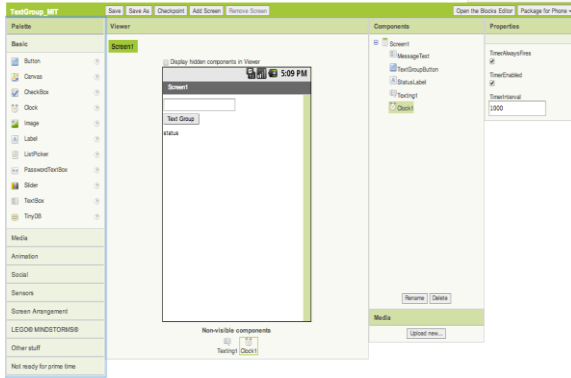 TextGroup_MIT
Save Save As Checkpoint Add Screen Remove Screen
Open the Blocks Editor Package for Phone
Palette
Basic
Button
Canvas
CheckBox
Clock
Image
Label
ListPicker
PasswordTextBox
Slider
TextBox
TinyDB
Media
Animation
Social
Sensors
Screen Arrangement
LEGO® MINDSTORMS®
Other stuff
Not ready for prime time
Viewer
Screen1
Display hidden components in Viewer
5:09 PM
Screen1
Text Group
status
Non-visible components
Texting1 Clock1
Components
Screen1
MessageText
TextGroupButton
StatusLabel
Texting1
Clock1
Rename Delete
Media
Upload new...
Properties
TimerAlwaysFires
TimerEnabled
TimerInterval
1000